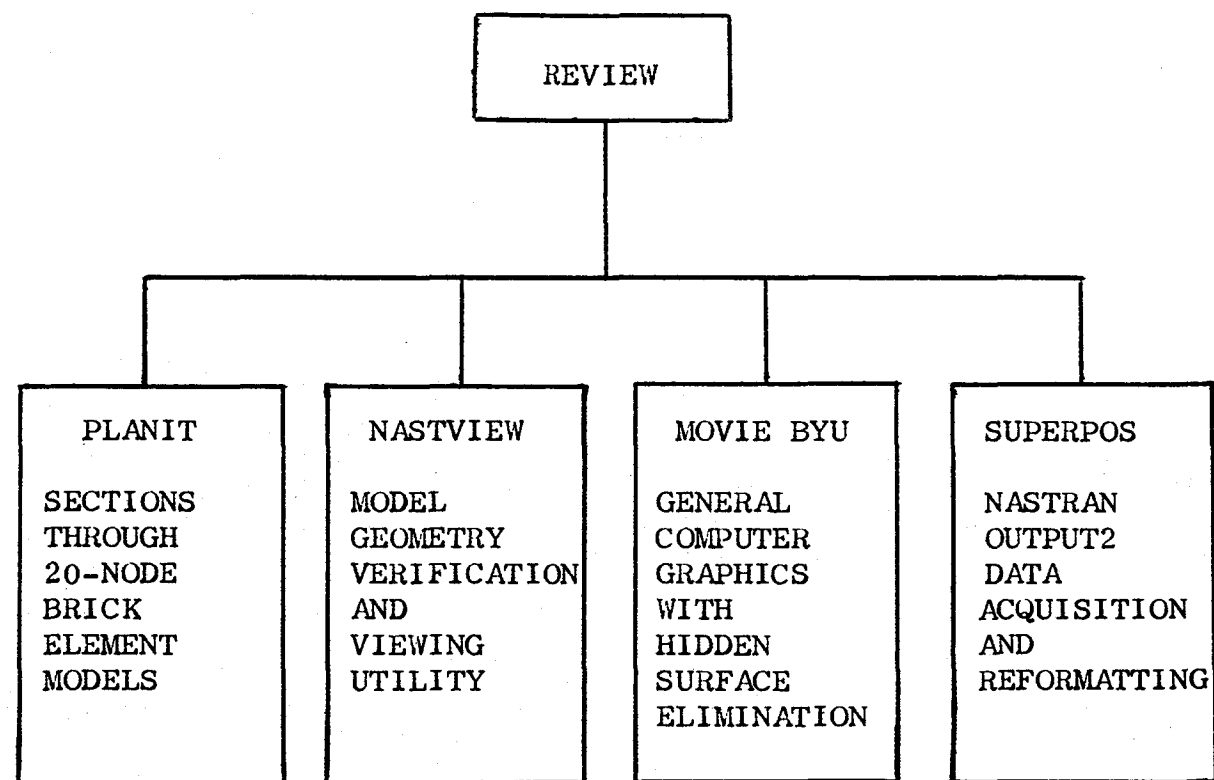 REVIEW
PLANIT
SECTIONS
THROUGH
20-NODE
BRICK
ELEMENT
MODELS
NASTVIEW
MODEL
GEOMETRY
VERIFICATION
AND
VIEWING
UTILITY
MOVIE BYU
GENERAL
COMPUTER
GRAPHICS
WITH
HIDDEN
SURFACE
ELIMINATION
SUPERPOS
NASTRAN
OUTPUT2
DATA
ACQUISITION
AND
REFORMATTING